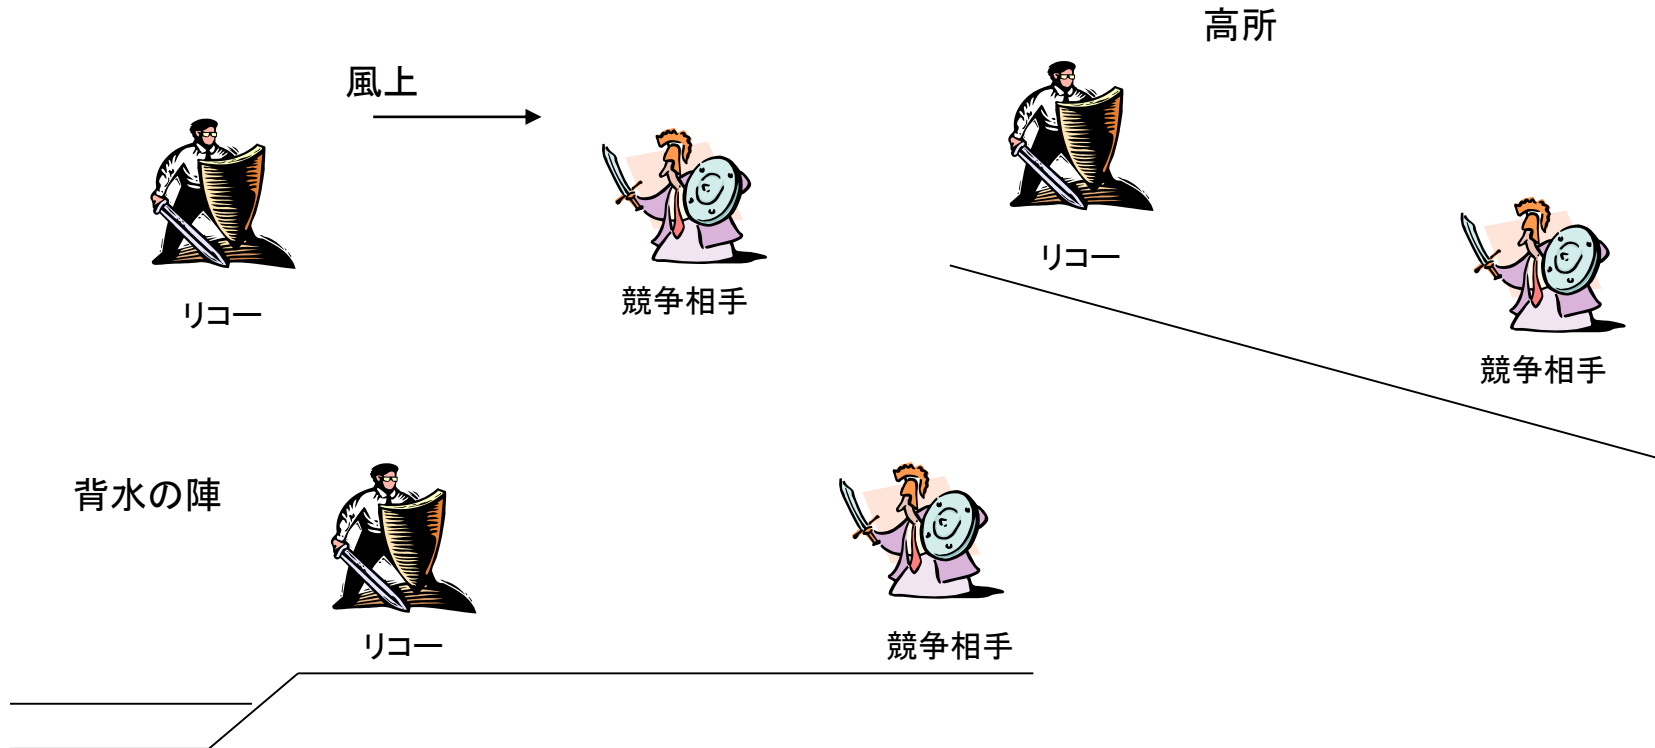 風上
リコー
競争相手
高所
リコー
競争相手
背水の陣
リコー
競争相手